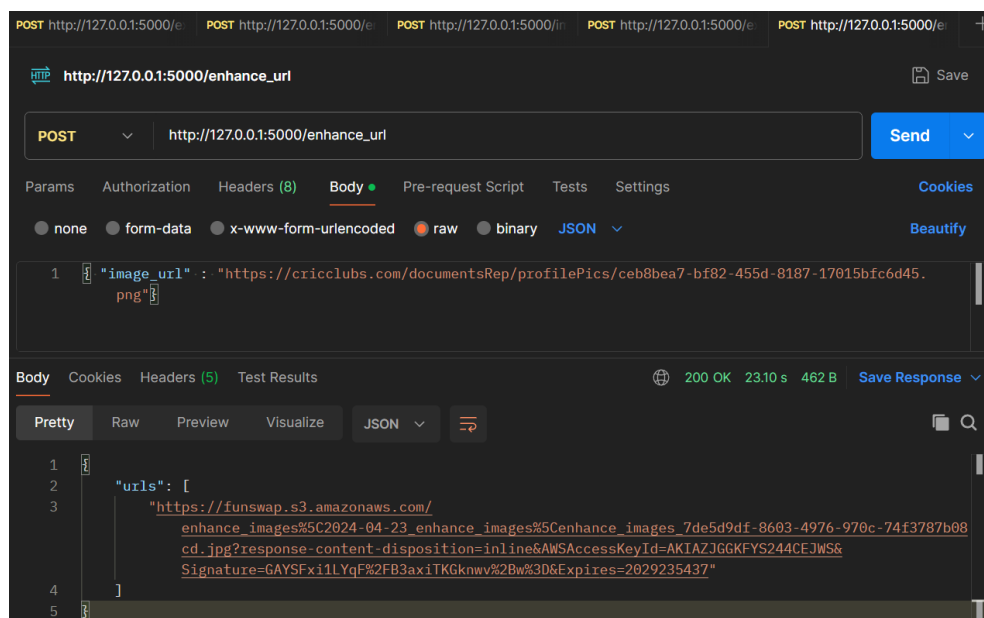 POST http://127.0.0.1:5000/e POST http://127.0.0.1:5000/e POST http://127.0.0.1:5000/in POST http://127.0.0.1:5000/e POST http://127.0.0.1:5000/e +
HTTP http://127.0.0.1:5000/enhance_url Save
POST http://127.0.0.1:5000/enhance_url Send
Params Authorization Headers (8) Body Pre-request Script Tests Settings Cookies
none form-data x-www-form-urlencoded raw binary JSON Beautify
1 { "image_url" : "https://cricclubs.com/documentsRep/profilePics/ceb8bea7-bf82-455d-8187-17015bfc6d45.
png"}
Body Cookies Headers (5) Test Results 200 OK 23.10 s 462 B Save Response
Pretty Raw Preview Visualize JSON
1 {
2 "urls": [
3 "https://funswap.s3.amazonaws.com/
enhance_images%5C2024-04-23_enhance_images%5Cenhance_images_7de5d9df-8603-4976-970c-74f3787b08
cd.jpg?response-content-disposition=inline&AWSAccessKeyId=AKIAZJGGKFYS244CEJWS&
Signature=GAYSFxi1LYqF%2FB3axiTKGknwv%2Bw%3D&Expires=2029235437"
4 ]
5 }